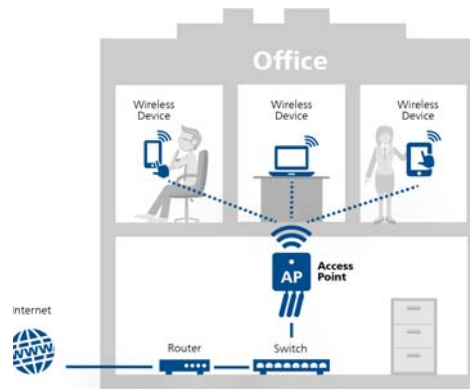 Office
Wireless
Device
Wireless
Device
Wireless
Device
AP
Access
Point
Internet
www
Router
Switch